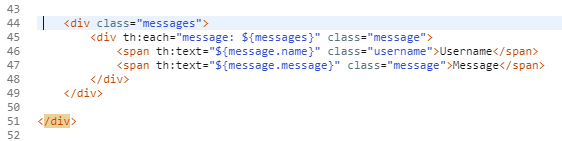 43
44 <div class="messages">
45 <div th:each="message: ${messages}" class="message">
46 <span th:text="${message.name}" class="username">Username</span>
47 <span th:text="${message.message}" class="message">Message</span>
48 </div>
49 </div>
50
51 </div>
52